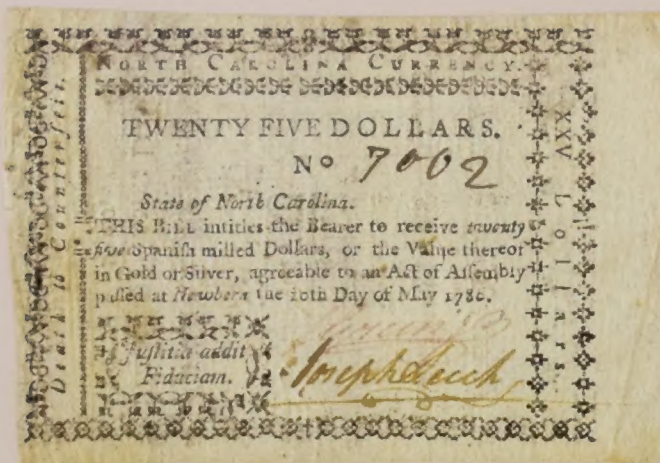 NORTH CAROLINA CURRENCY.
TWENTY FIVE DOLLARS.
No 7002
State of North Carolina.
THIS BILL intitles the Bearer to receive twenty
five Spanish milled Dollars, or the Value thereof
in Gold or Silver, agreeable to an Act of Assembly
passed at Newbern the 10th Day of May 1780.
Justitia addit
Fiduciam.
Joseph Leech
Death to Counterfeits.
XXV Dollars.